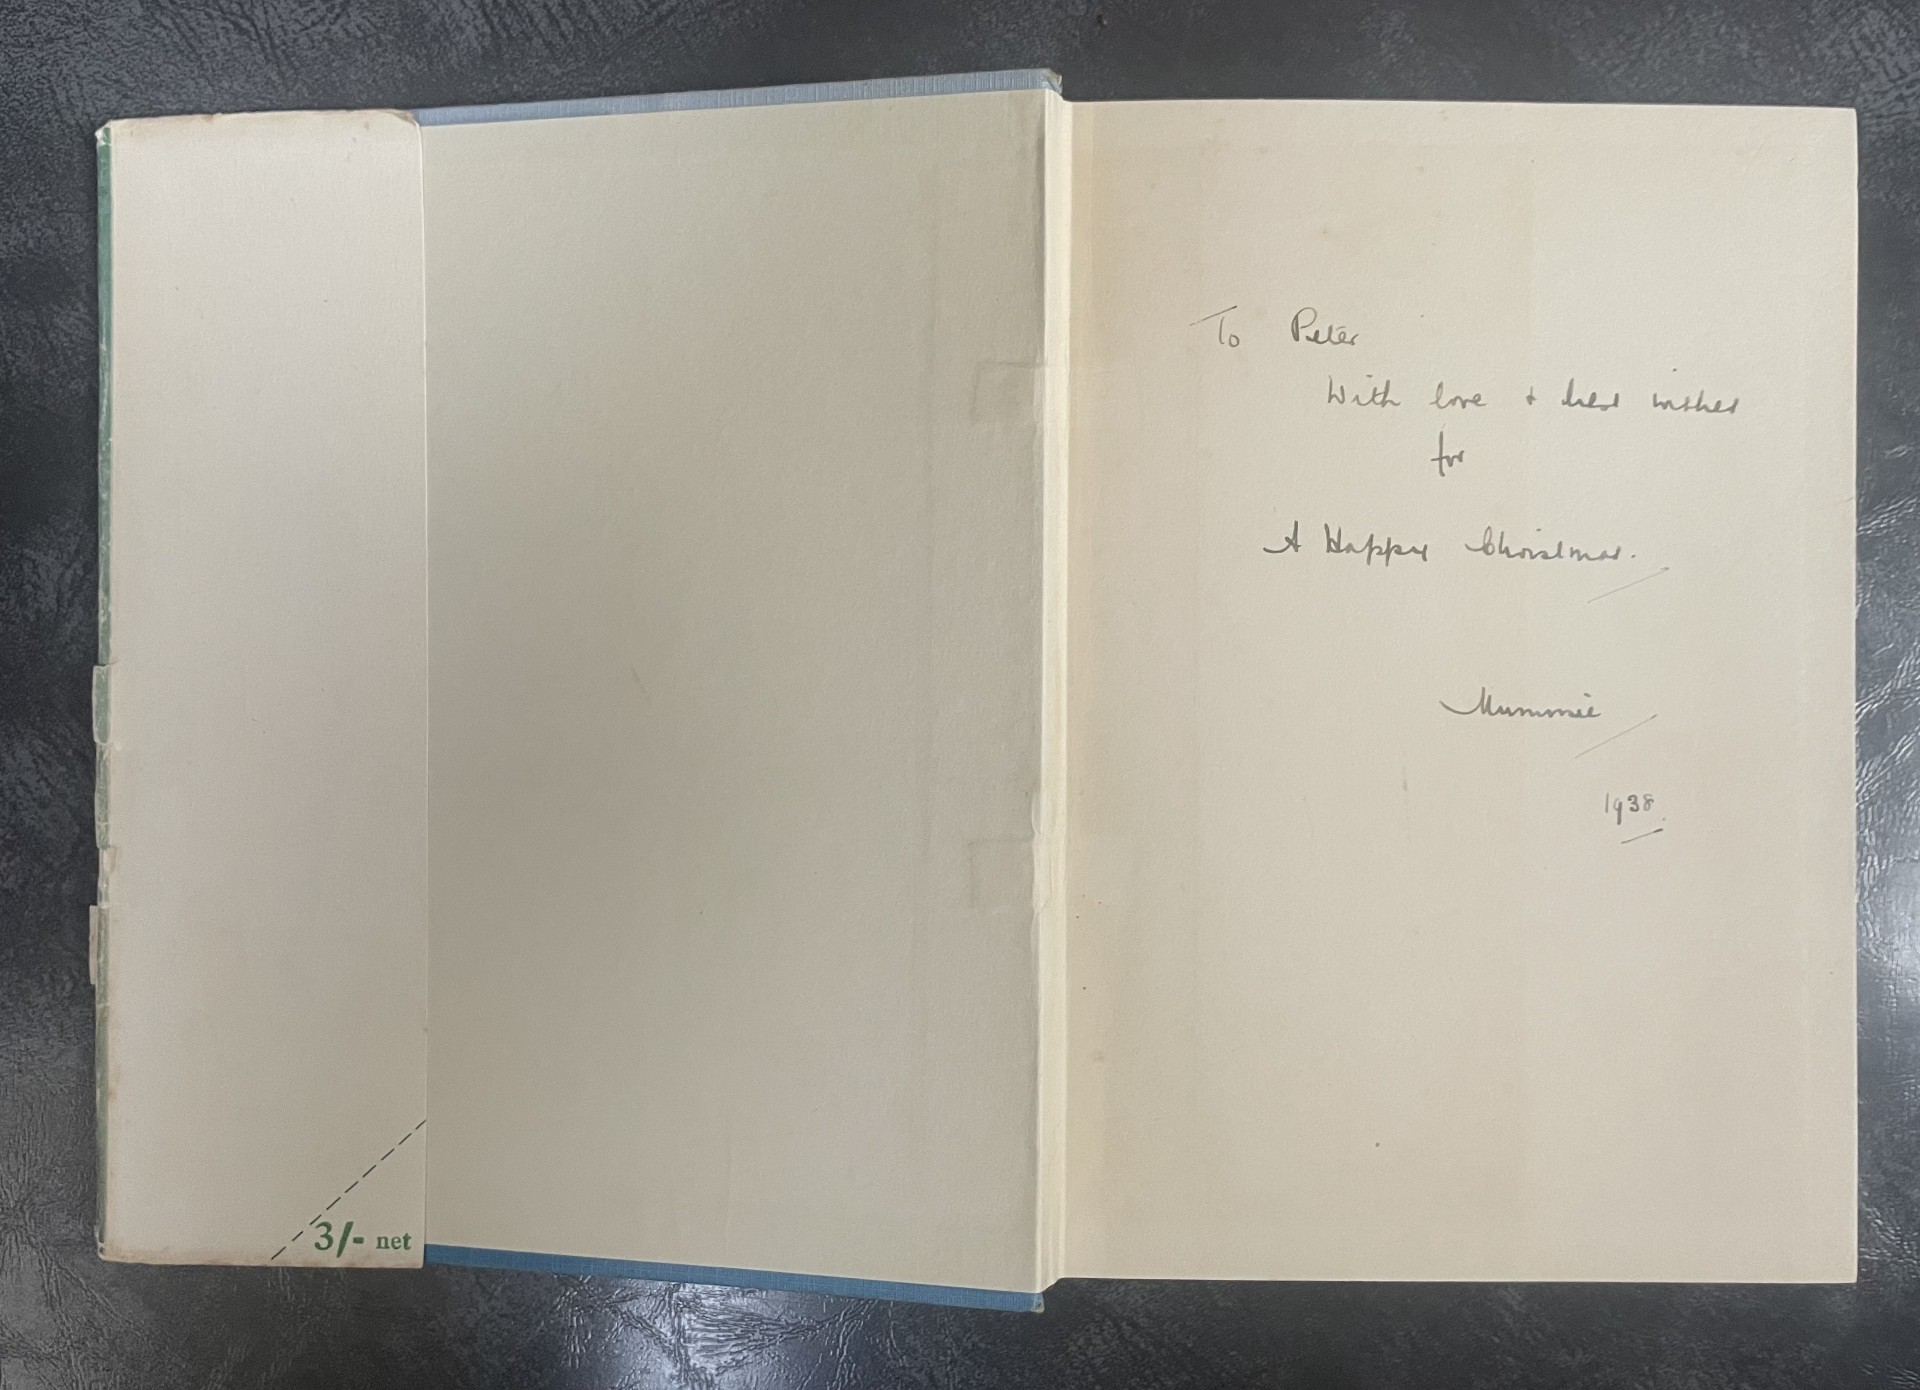 3/- net
To Peter
With love + best wishes
for
A Happy Christmas.
Mummie
1938.